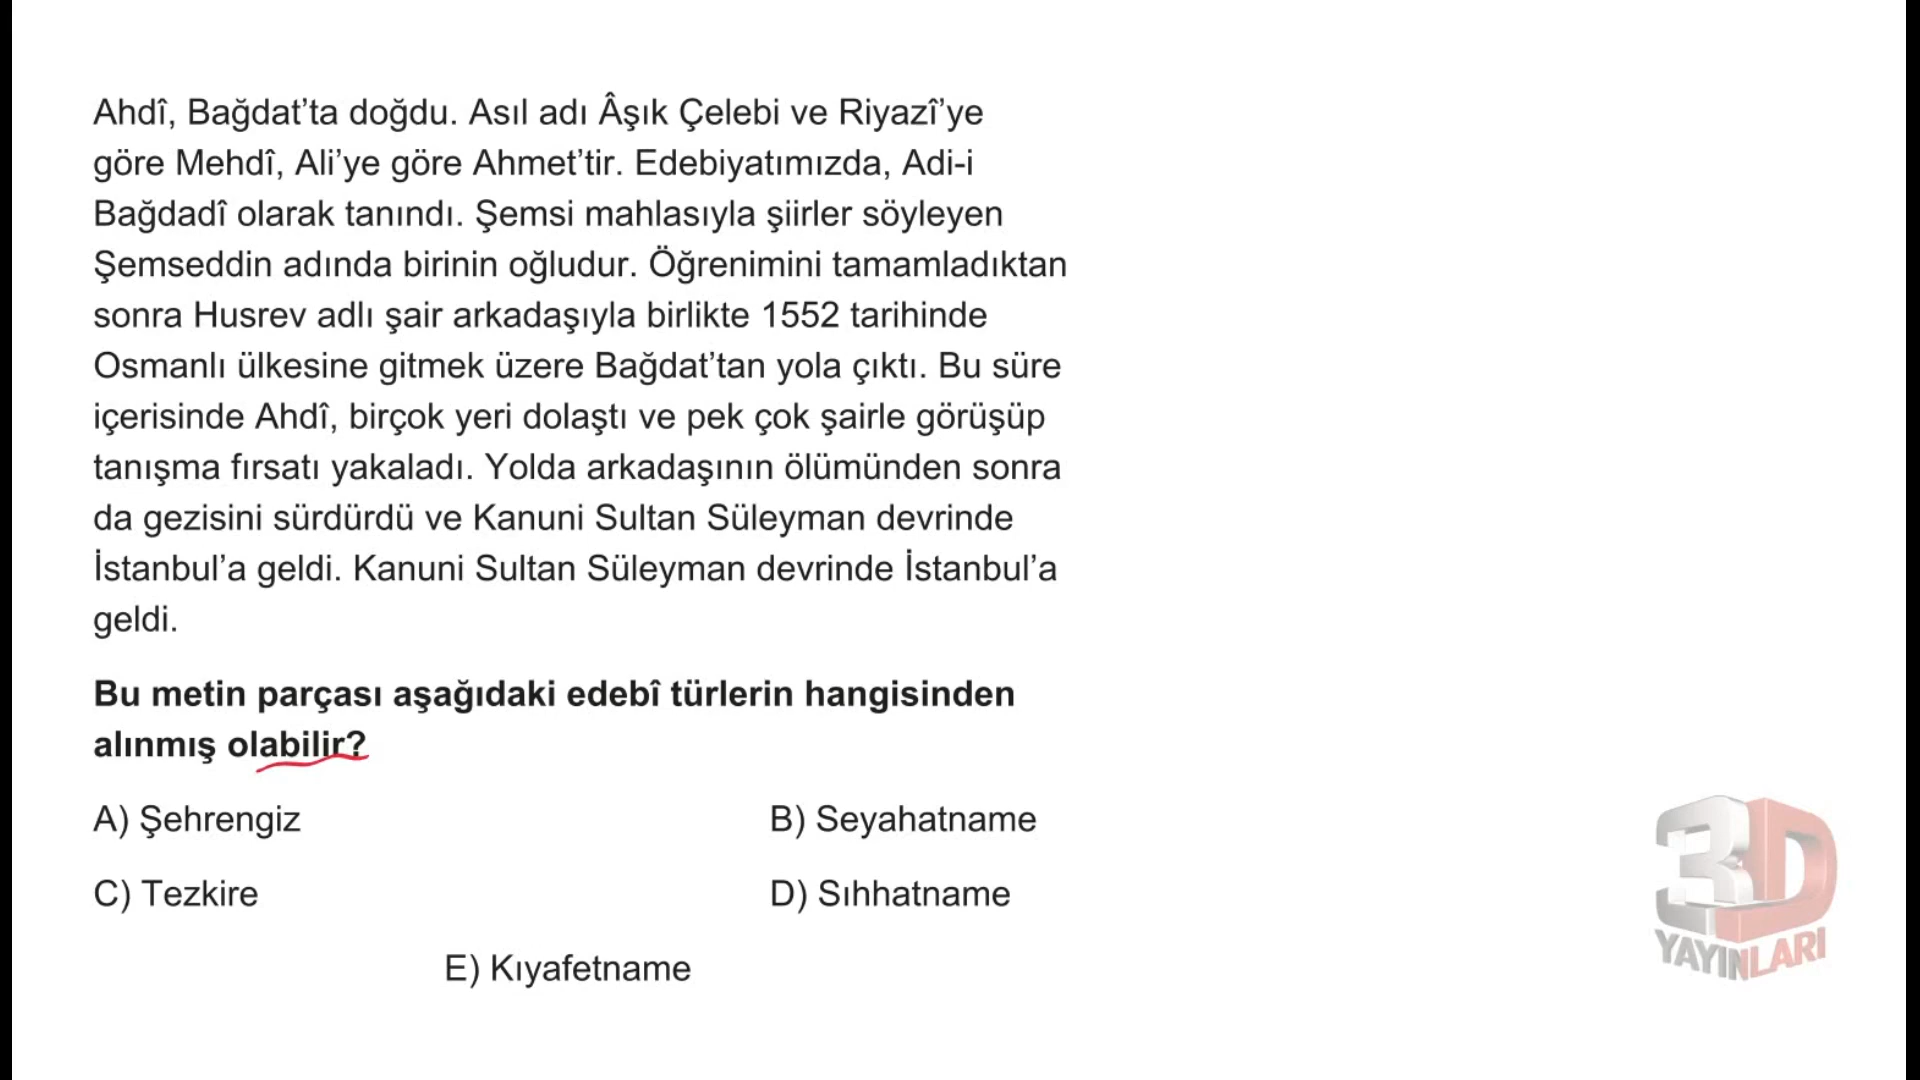 Ahdî, Bağdat’ta doğdu. Asıl adı Âşık Çelebi ve Riyazî’ye
göre Mehdî, Ali’ye göre Ahmet’tir. Edebiyatımızda, Adi-i
Bağdadî olarak tanındı. Şemsi mahlasıyla şiirler söyleyen
Şemseddin adında birinin oğludur. Öğrenimini tamamladıktan
sonra Husrev adlı şair arkadaşıyla birlikte 1552 tarihinde
Osmanlı ülkesine gitmek üzere Bağdat’tan yola çıktı. Bu süre
içerisinde Ahdî, birçok yeri dolaştı ve pek çok şairle görüşüp
tanışma fırsatı yakaladı. Yolda arkadaşının ölümünden sonra
da gezisini sürdürdü ve Kanuni Sultan Süleyman devrinde
İstanbul’a geldi. Kanuni Sultan Süleyman devrinde İstanbul’a
geldi.
Bu metin parçası aşağıdaki edebî türlerin hangisinden
alınmış olabilir?
A) Şehrengiz
B) Seyahatname
C) Tezkire
D) Sıhhatname
E) Kıyafetname
3D
YAYINLARI